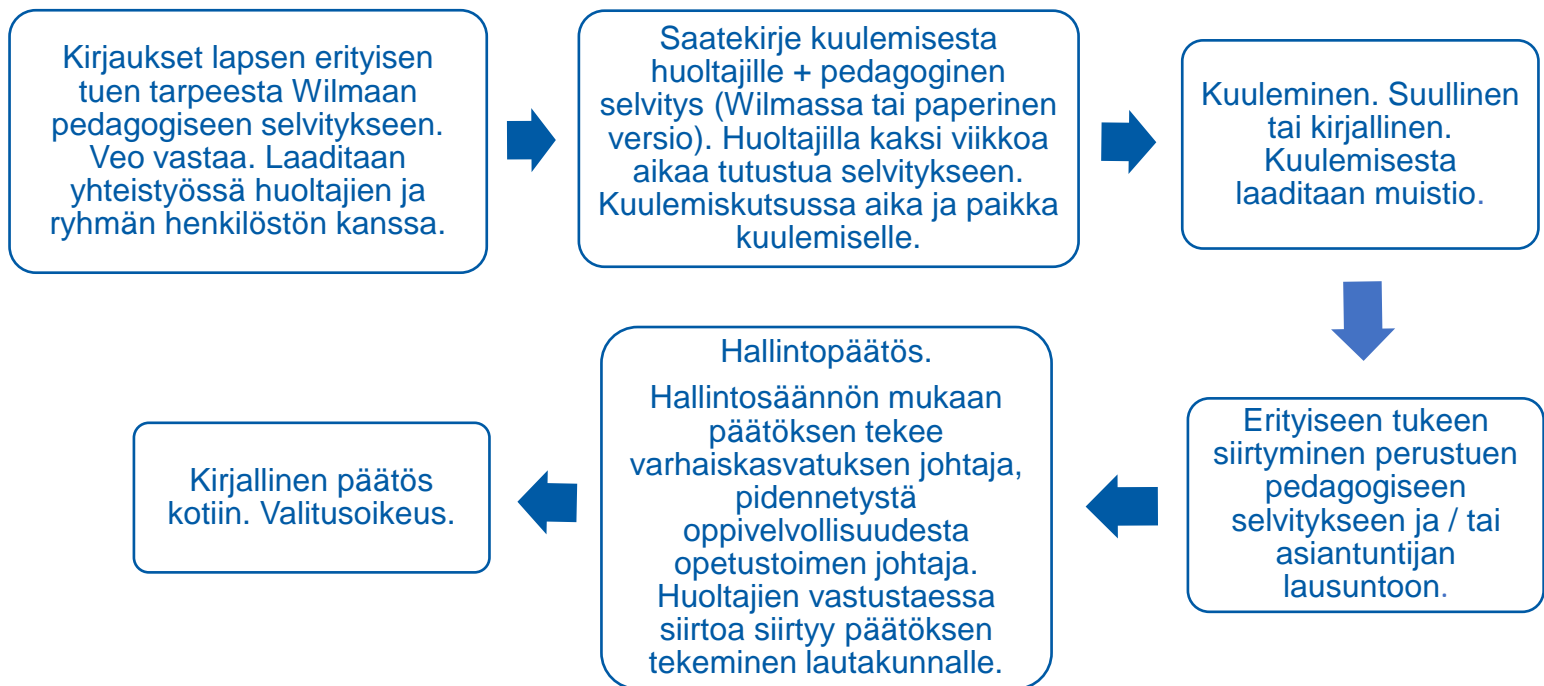 Kirjaukset lapsen erityisen
tuen tarpeesta Wilmaan
pedagogiseen selvitykseen.
Veo vastaa. Laaditaan
yhteistyössä huoltajien ja
ryhmän henkilöstön kanssa.
Saatekirje kuulemisesta
huoltajille + pedagoginen
selvitys (Wilmassa tai paperinen
versio). Huoltajilla kaksi viikkoa
aikaa tutustua selvitykseen.
Kuulemiskutsussa aika ja paikka
kuulemiselle.
Kuuleminen. Suullinen
tai kirjallinen.
Kuulemisesta
laaditaan muistio.
Erityiseen tukeen
siirtyminen perustuen
pedagogiseen
selvitykseen ja / tai
asiantuntijan
lausuntoon.
Hallintopäätös.
Hallintosäännön mukaan
päätöksen tekee
varhaiskasvatuksen johtaja,
pidennetystä
oppivelvollisuudesta
opetustoimen johtaja.
Huoltajien vastustaessa
siirtoa siirtyy päätöksen
tekeminen lautakunnalle.
Kirjallinen päätös
kotiin. Valitusoikeus.